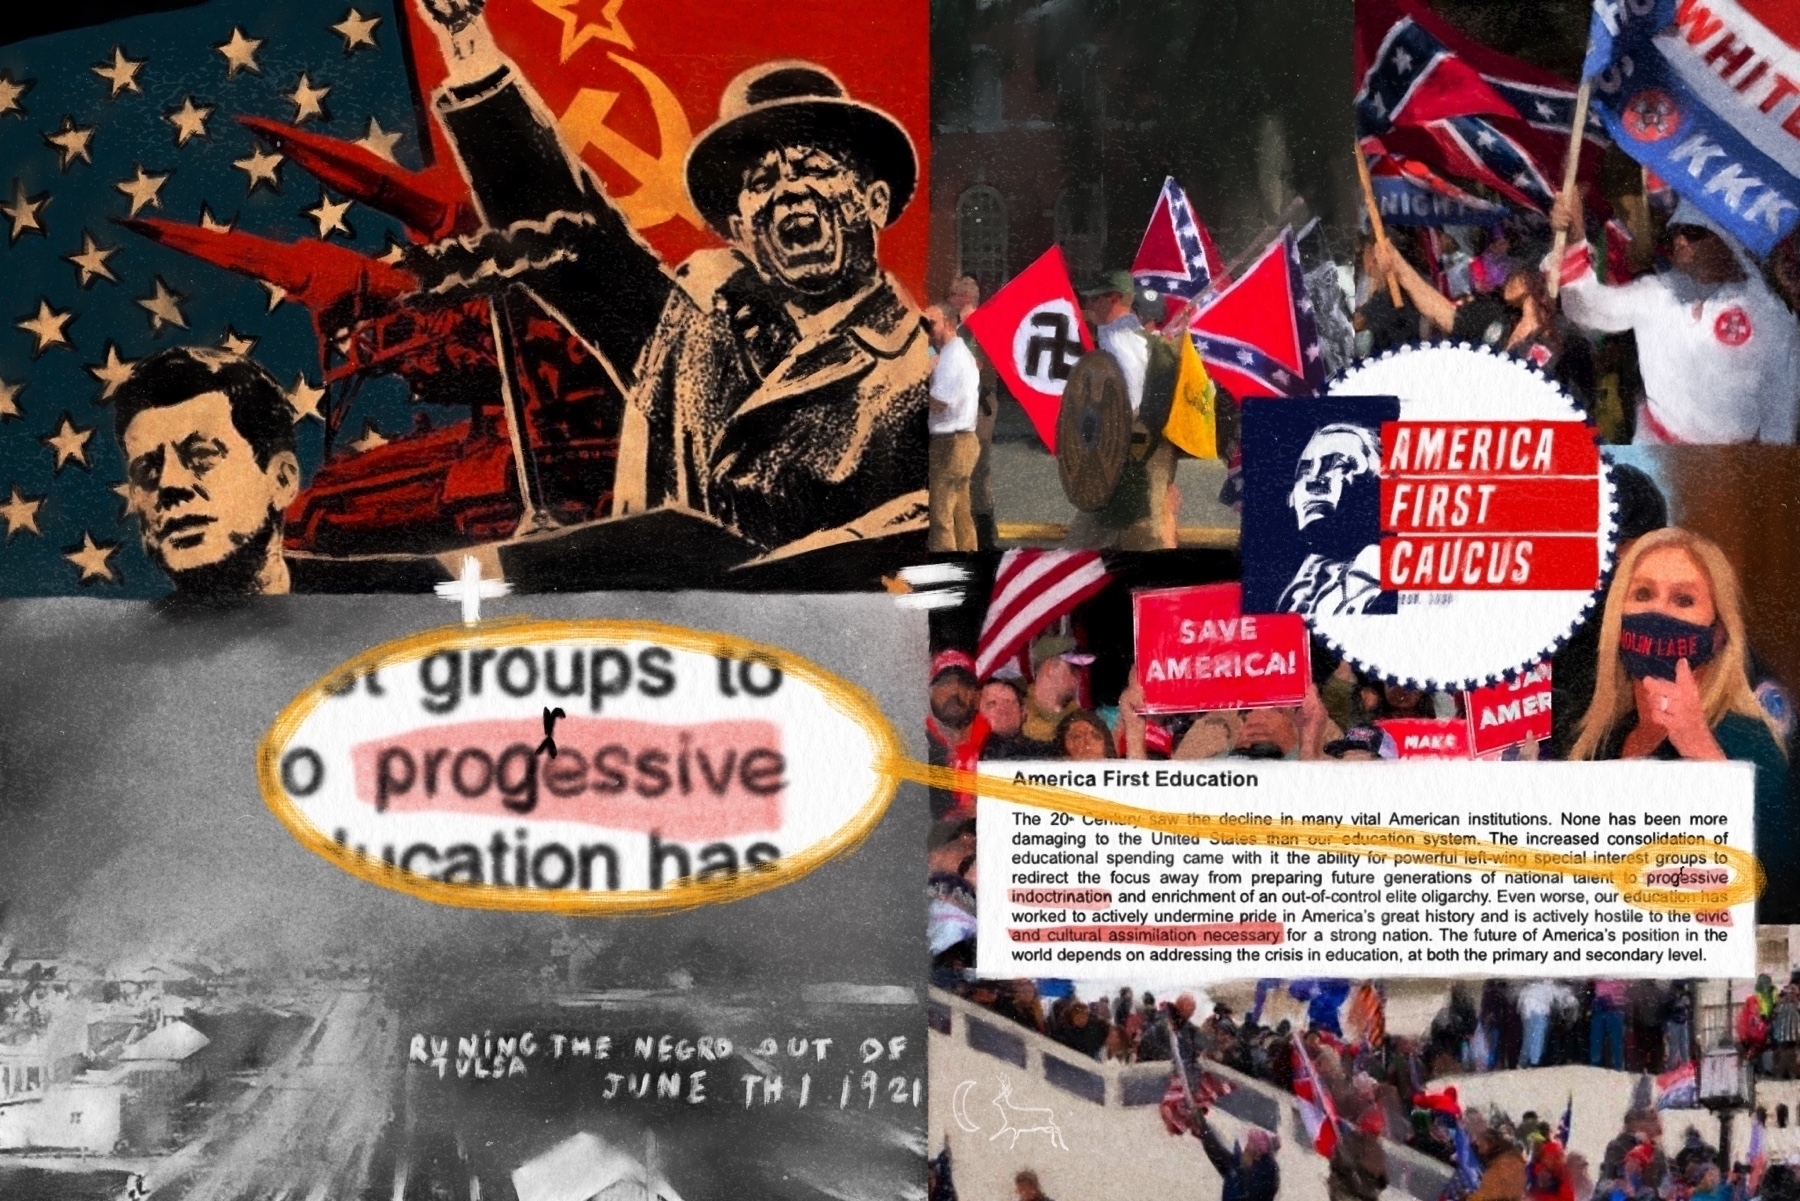 WHITE
KKK
KNIGHT
AMERICA
FIRST
CAUCUS
SAVE
AMERICA!
MOLON LABE
AMER
MAKE
groups to
r
o progessive
ucation has
America First Education
The 20th Century saw the decline in many vital American institutions. None has been more
damaging to the United States than our education system. The increased consolidation of
educational spending came with it the ability for powerful left-wing special interest groups to
redirect the focus away from preparing future generations of national talent to progessive
indoctrination and enrichment of an out-of-control elite oligarchy. Even worse, our education has
worked to actively undermine pride in America's great history and is actively hostile to the civic
and cultural assimilation necessary for a strong nation. The future of America's position in the
world depends on addressing the crisis in education, at both the primary and secondary level.
RUNING THE NEGRO OUT OF
TULSA
JUNE TH 1 1921